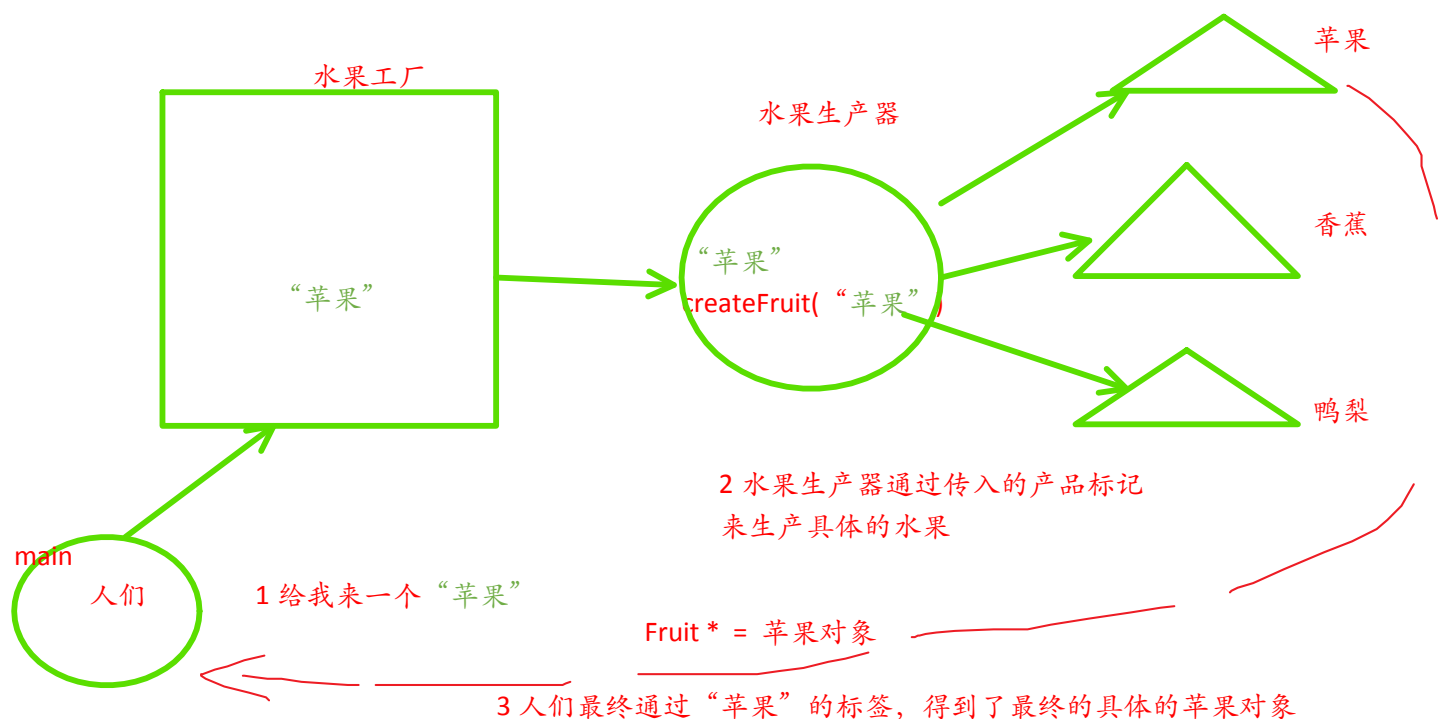 苹果
水果工厂
水果生产器
香蕉
“苹果”
“苹果”
createFruit( “苹果” )
鸭梨
2 水果生产器通过传入的产品标记
来生产具体的水果
main
人们
1 给我来一个“苹果”
Fruit * = 苹果对象
3 人们最终通过“苹果”的标签，得到了最终的具体的苹果对象